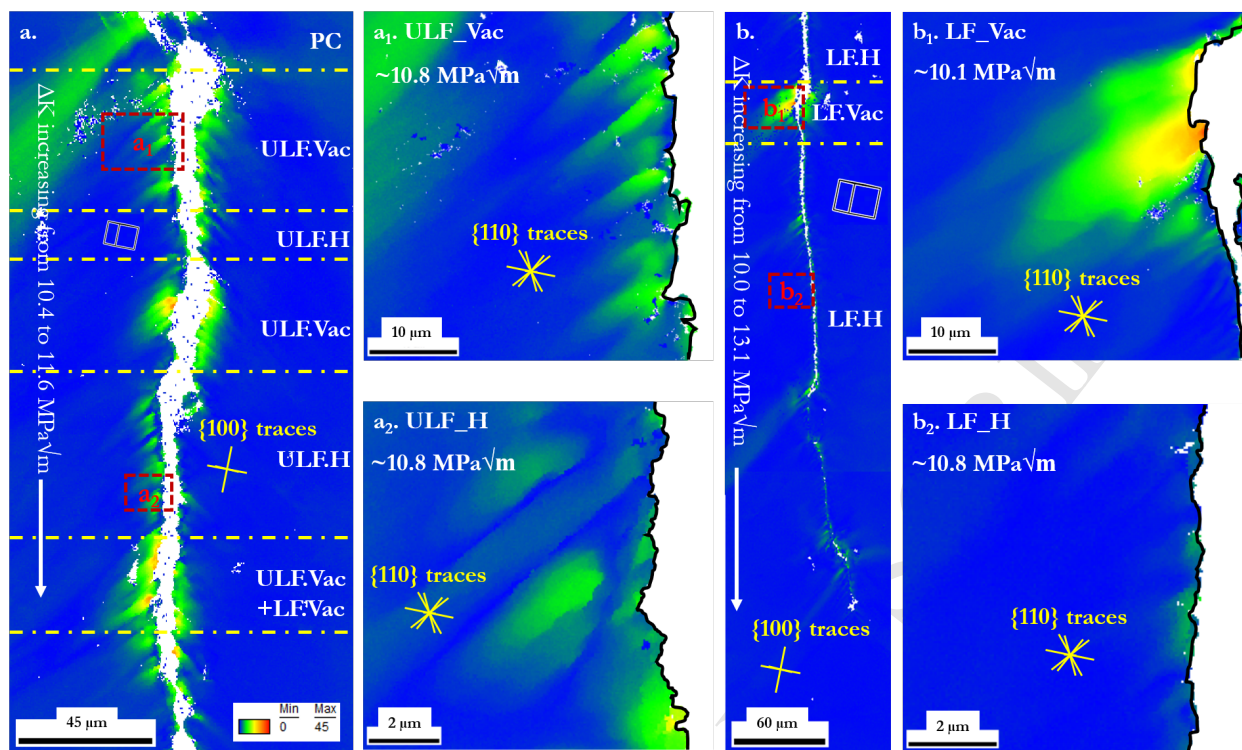 a.
PC
ΔK increasing from 10.4 to 11.6 MPa√m
a₁
ULF.Vac
ULF.H
ULF.Vac
{100} traces
ULF.H
a₂
ULF.Vac
+LF.Vac
45 µm
Min Max
0 45
a₁. ULF_Vac
~10.8 MPa√m
{110} traces
10 µm
a₂. ULF_H
~10.8 MPa√m
{110} traces
2 µm
b.
LF.H
b₁
LF.Vac
ΔK increasing from 10.0 to 13.1 MPa√m
b₂
LF.H
{100} traces
60 µm
b₁. LF_Vac
~10.1 MPa√m
{110} traces
10 µm
b₂. LF_H
~10.8 MPa√m
{110} traces
2 µm